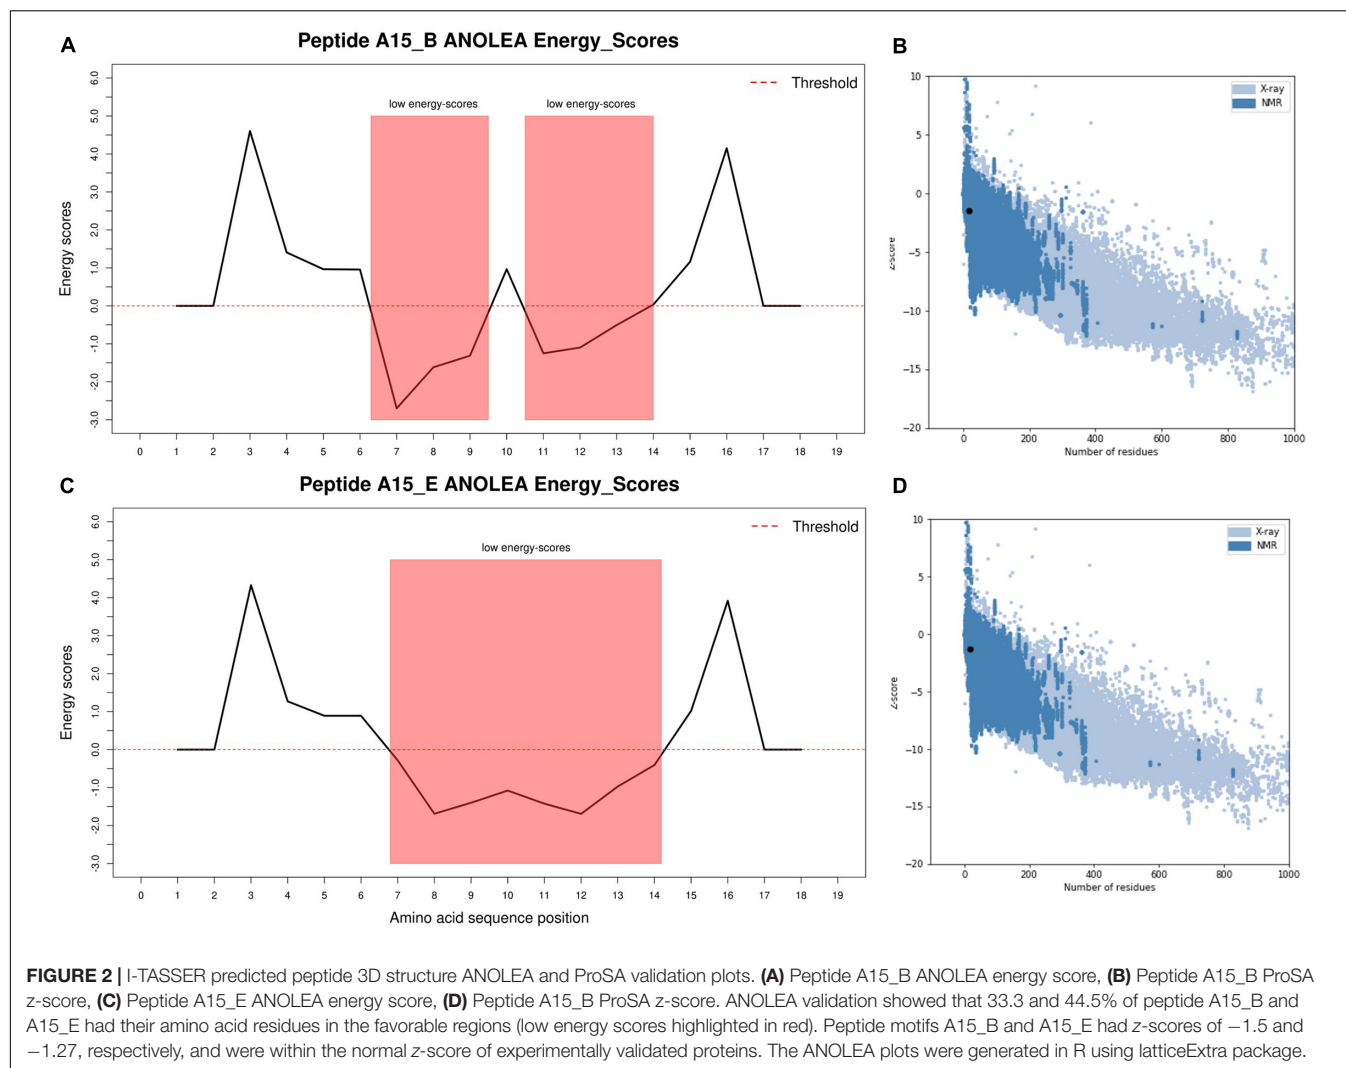 A
Peptide A15_B ANOLEA Energy_Scores
Threshold
low energy-scores
low energy-scores
Energy scores
6.0
5.0
4.0
3.0
2.0
1.0
0.0
-1.0
-2.0
-3.0
0 1 2 3 4 5 6 7 8 9 10 11 12 13 14 15 16 17 18 19
B
X-ray
NMR
z-score
10
5
0
−5
−10
−15
−20
0 200 400 600 800 1000
Number of residues
C
Peptide A15_E ANOLEA Energy_Scores
Threshold
low energy-scores
Energy scores
6.0
5.0
4.0
3.0
2.0
1.0
0.0
-1.0
-2.0
-3.0
0 1 2 3 4 5 6 7 8 9 10 11 12 13 14 15 16 17 18 19
Amino acid sequence position
D
X-ray
NMR
Z-score
10
5
0
−5
−10
−15
−20
0 200 400 600 800 1000
Number of residues
FIGURE 2 | I-TASSER predicted peptide 3D structure ANOLEA and ProSA validation plots. (A) Peptide A15_B ANOLEA energy score, (B) Peptide A15_B ProSA
z-score, (C) Peptide A15_E ANOLEA energy score, (D) Peptide A15_B ProSA z-score. ANOLEA validation showed that 33.3 and 44.5% of peptide A15_B and
A15_E had their amino acid residues in the favorable regions (low energy scores highlighted in red). Peptide motifs A15_B and A15_E had z-scores of −1.5 and
−1.27, respectively, and were within the normal z-score of experimentally validated proteins. The ANOLEA plots were generated in R using latticeExtra package.